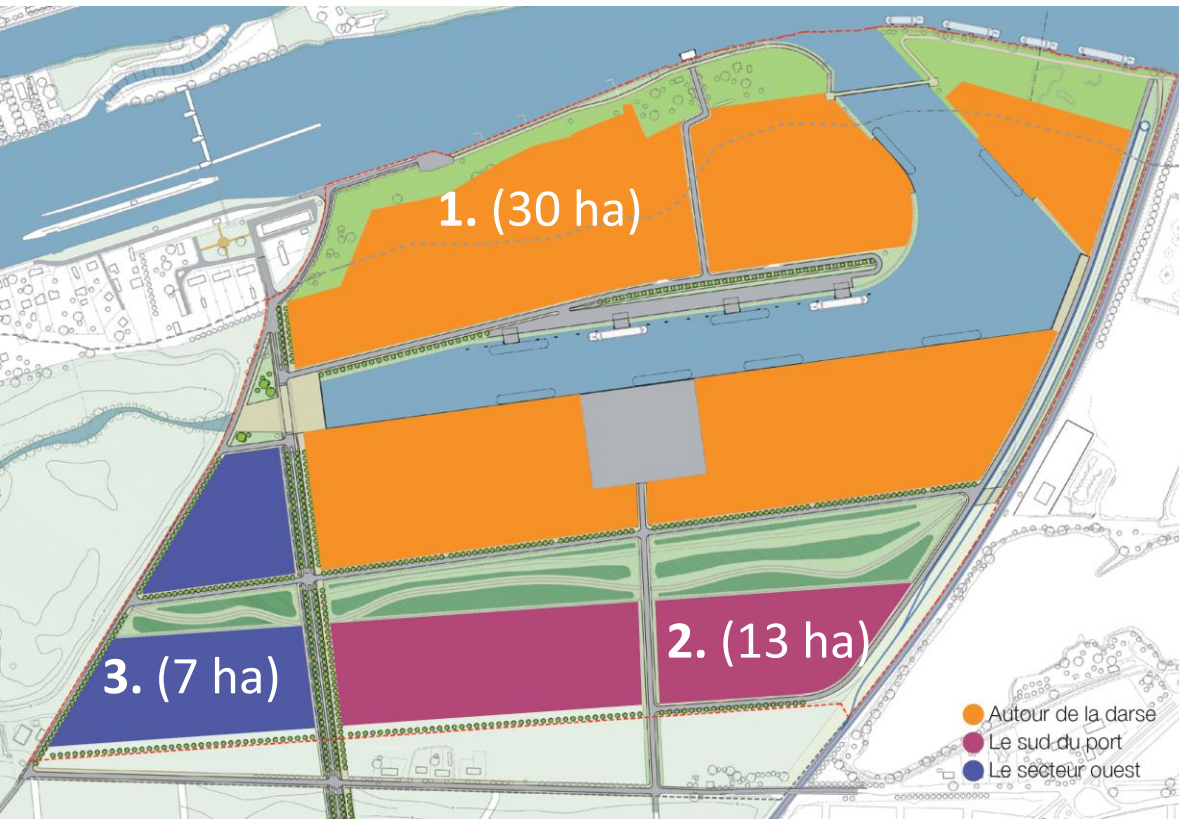 1. (30 ha)
2. (13 ha)
3. (7 ha)
Autour de la darse
Le sud du port
Le secteur ouest